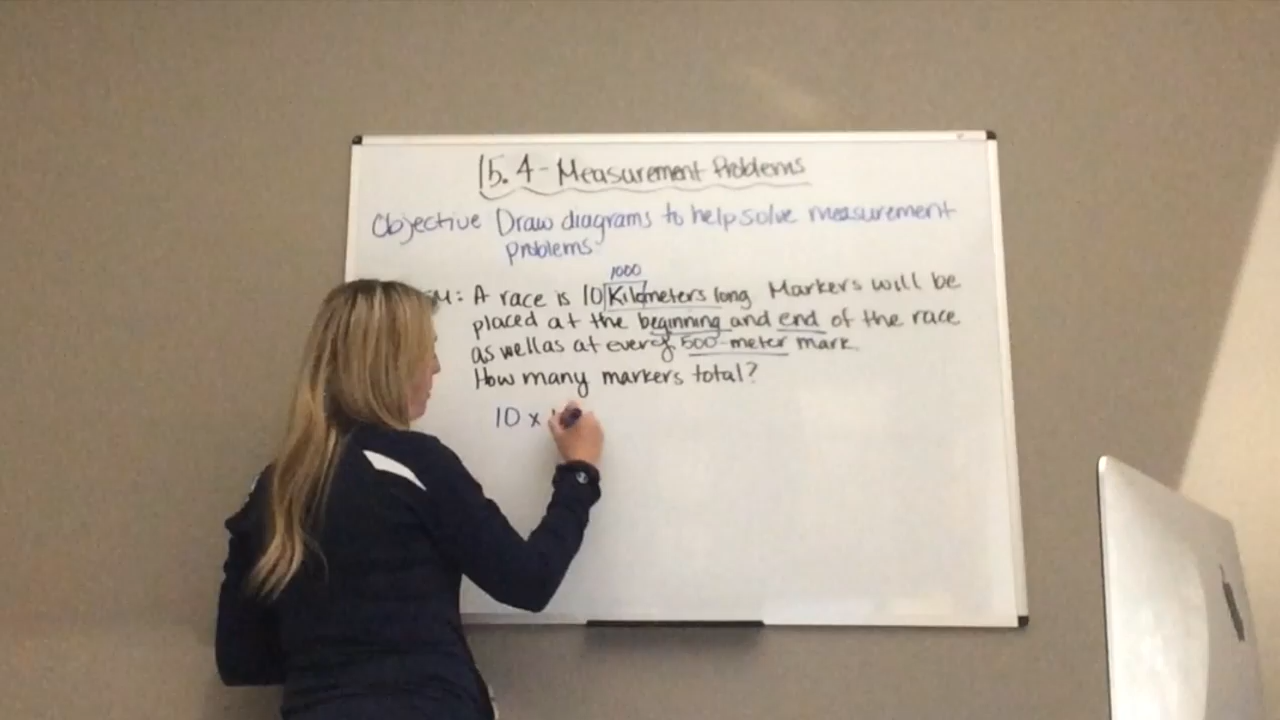 15.4 - Measurement Problems
Objective Draw diagrams to help solve measurement
problems.
1000
: A race is 10 Kilometers long Markers will be
placed at the beginning and end of the race
as well as at every 500-meter mark.
How many markers total?
10 x